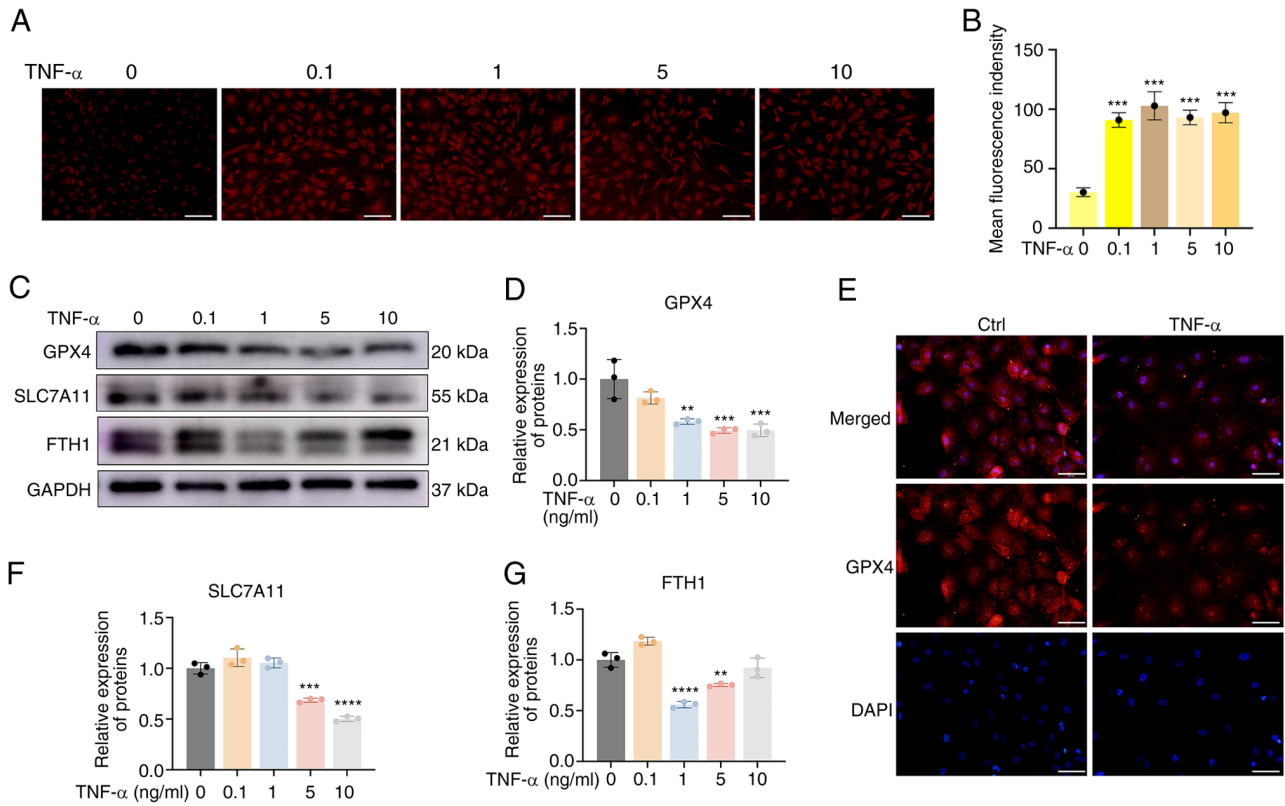 A
TNF-α 0 0.1 1 5 10
B
Mean fluorescence indensity
150
100
50
0
***
***
***
***
TNF-α 0 0.1 1 5 10
C
TNF-α 0 0.1 1 5 10
GPX4 20 kDa
SLC7A11 55 kDa
FTH1 21 kDa
GAPDH 37 kDa
D
GPX4
Relative expression
of proteins
1.5
1.0
0.5
0.0
**
***
***
TNF-α
(ng/ml)
0 0.1 1 5 10
E
Ctrl TNF-α
Merged
GPX4
DAPI
F
SLC7A11
Relative expression
of proteins
1.5
1.0
0.5
0.0
***
****
TNF-α (ng/ml) 0 0.1 1 5 10
G
FTH1
Relative expression
of proteins
1.5
1.0
0.5
0.0
****
**
TNF-α (ng/ml) 0 0.1 1 5 10